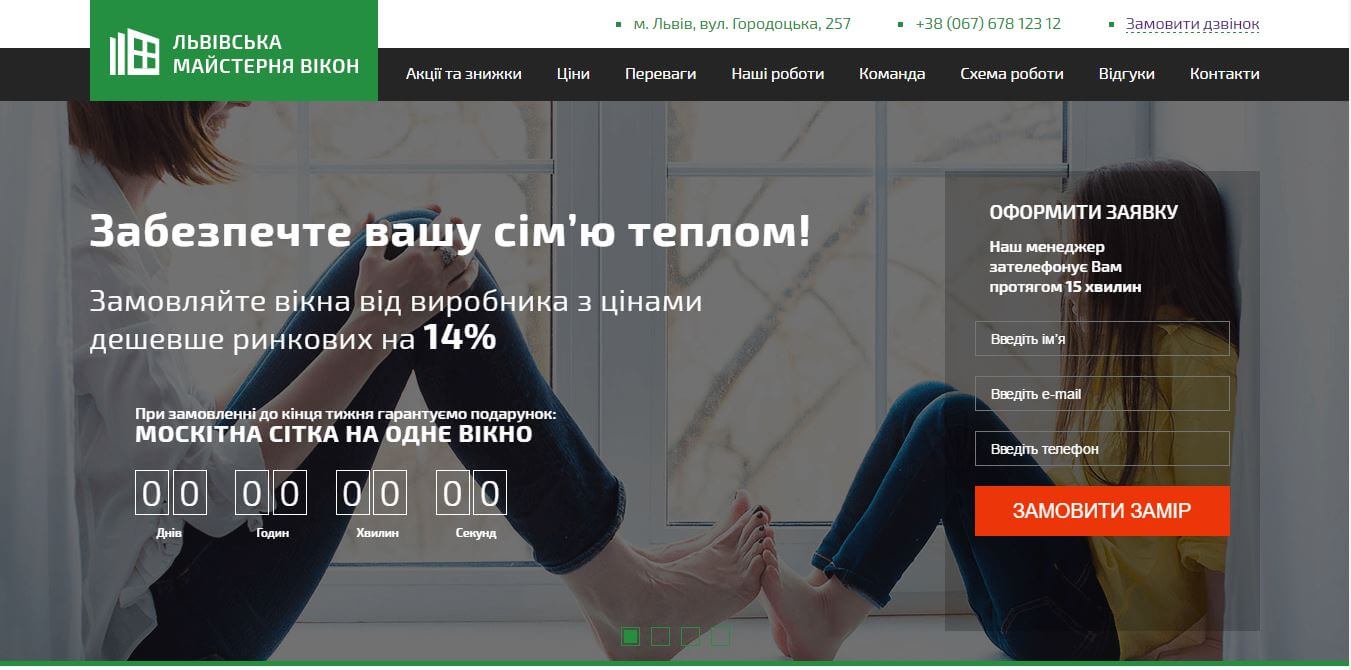 ЛЬВІВСЬКА
МАЙСТЕРНЯ ВІКОН
м. Львів, вул. Городоцька, 257
+38 (067) 678 123 12
Замовити дзвінок
Акції та знижки Ціни Переваги Наші роботи Команда Схема роботи Відгуки Контакти
Забезпечте вашу сім’ю теплом!
Замовляйте вікна від виробника з цінами
дешевше ринкових на 14%
При замовленні до кінця тижня гарантуємо подарунок:
МОСКІТНА СІТКА НА ОДНЕ ВІКНО
0 0 0 0 0 0 0 0
Днів Годин Хвилин Секунд
ОФОРМИТИ ЗАЯВКУ
Наш менеджер
зателефонує Вам
протягом 15 хвилин
Введіть ім'я
Введіть e-mail
Введіть телефон
ЗАМОВИТИ ЗАМІР